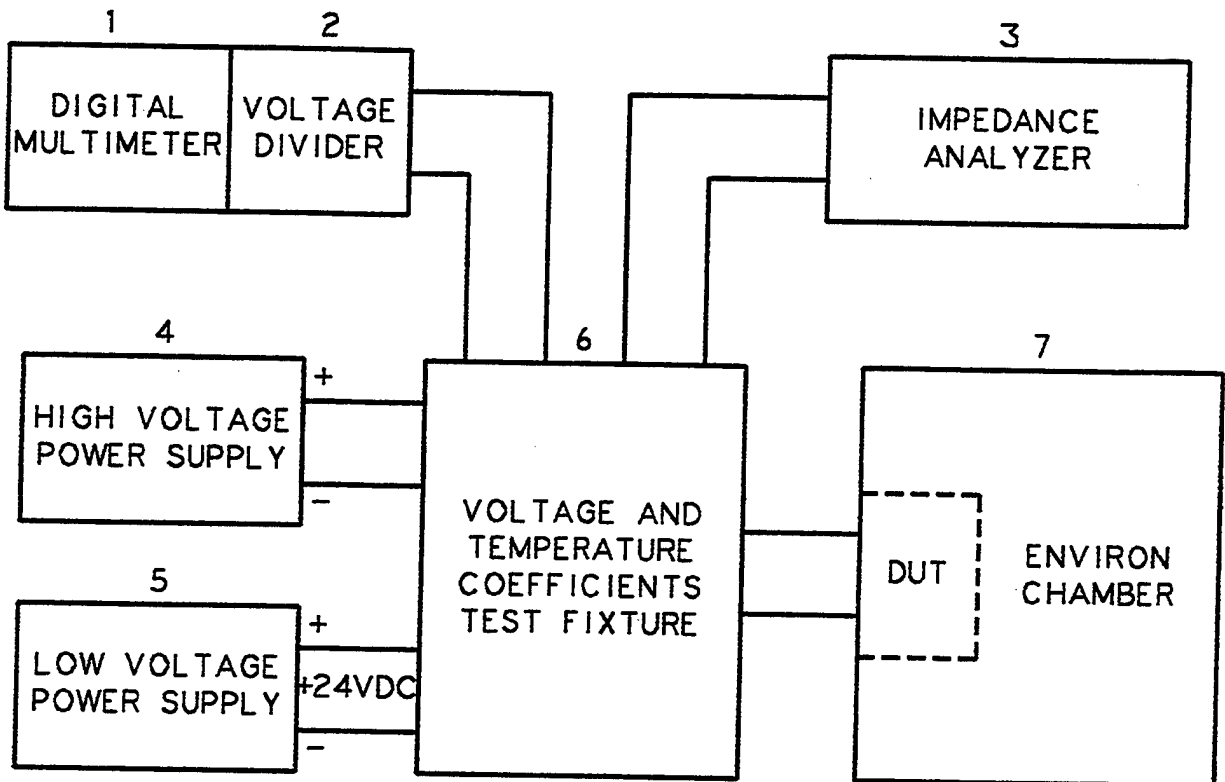 1
2
3
DIGITAL
MULTIMETER
VOLTAGE
DIVIDER
IMPEDANCE
ANALYZER
4
6
7
+
HIGH VOLTAGE
POWER SUPPLY
-
5
+
LOW VOLTAGE
POWER SUPPLY
+24VDC
-
VOLTAGE AND
TEMPERATURE
COEFFICIENTS
TEST FIXTURE
DUT
ENVIRON
CHAMBER